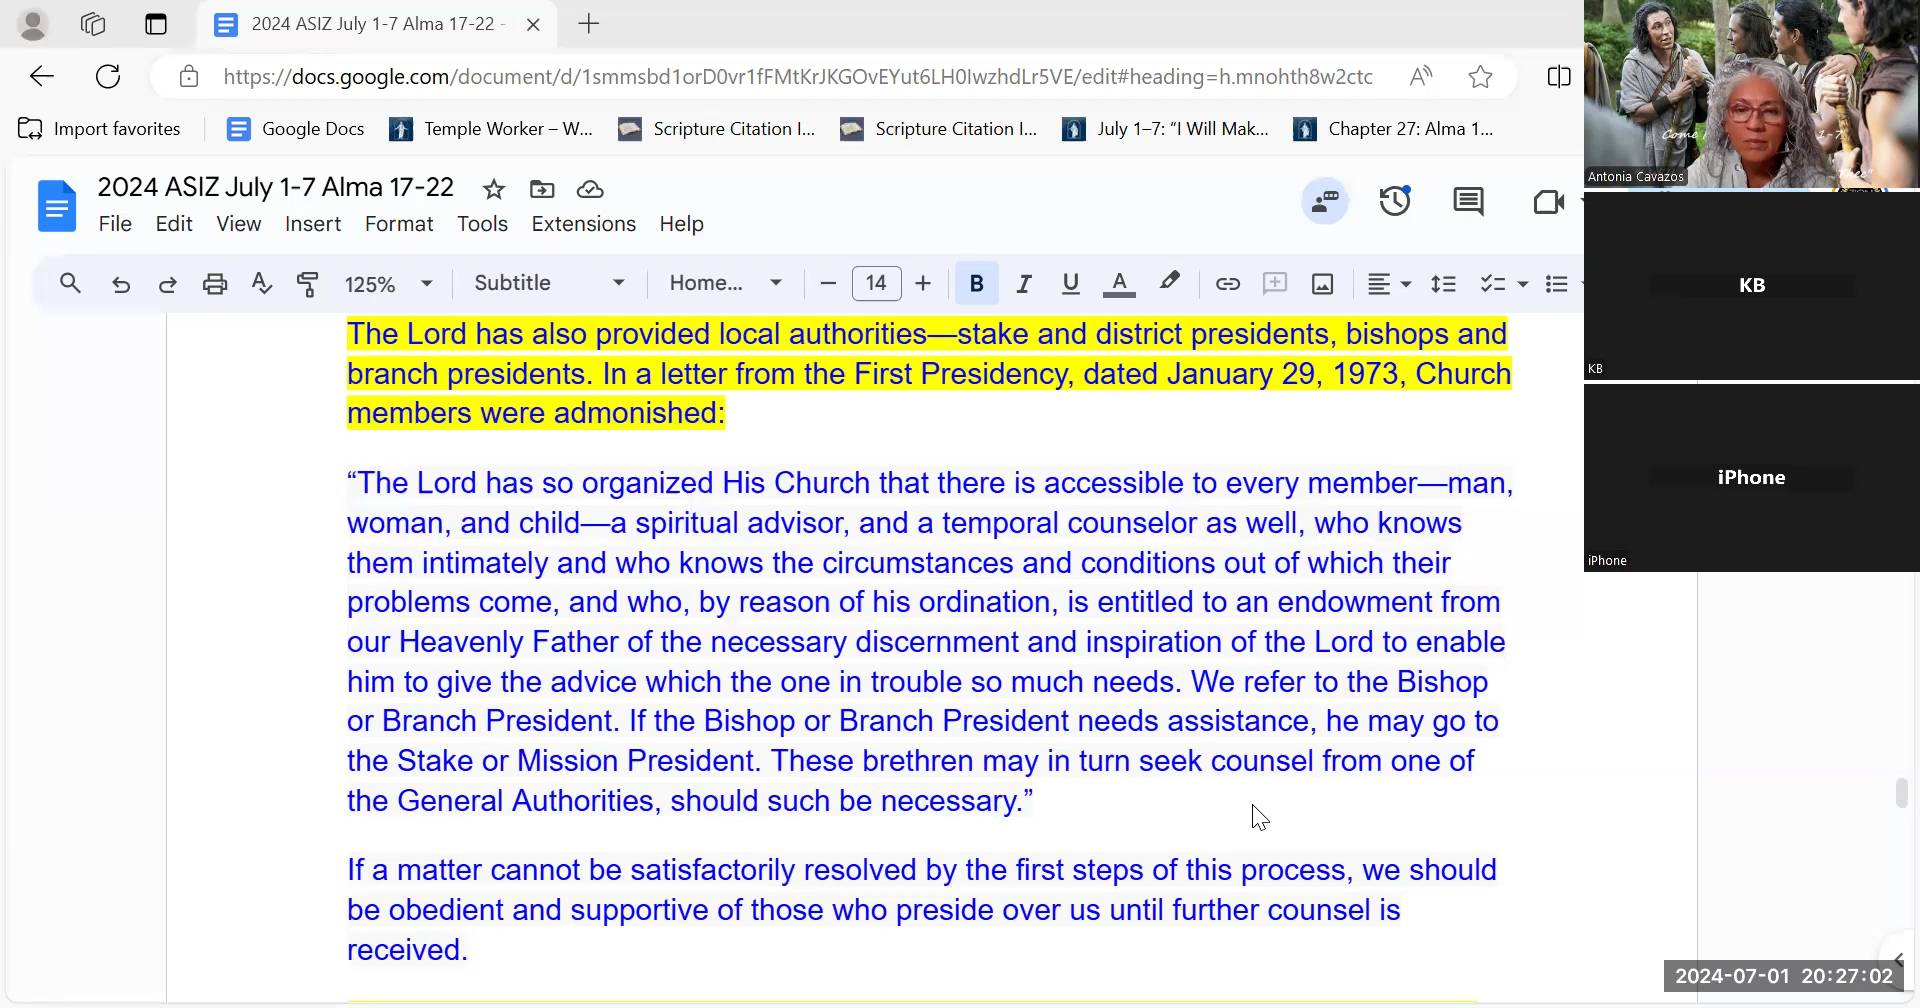 2024 ASIZ July 1-7 Alma 17-22 -
https://docs.google.com/document/d/1smmsbd1orD0vr1fFMtKrJKGOvEYut6LH0IwzhdLr5VE/edit#heading=h.mnohth8w2ctc
Import favorites
Google Docs
Temple Worker – W...
Scripture Citation I...
Scripture Citation I...
July 1–7: “I Will Mak...
Chapter 27: Alma 1...
2024 ASIZ July 1-7 Alma 17-22
File Edit View Insert Format Tools Extensions Help
125% Subtitle Home... 14 B I U A
The Lord has also provided local authorities—stake and district presidents, bishops and
branch presidents. In a letter from the First Presidency, dated January 29, 1973, Church
members were admonished:
“The Lord has so organized His Church that there is accessible to every member—man,
woman, and child—a spiritual advisor, and a temporal counselor as well, who knows
them intimately and who knows the circumstances and conditions out of which their
problems come, and who, by reason of his ordination, is entitled to an endowment from
our Heavenly Father of the necessary discernment and inspiration of the Lord to enable
him to give the advice which the one in trouble so much needs. We refer to the Bishop
or Branch President. If the Bishop or Branch President needs assistance, he may go to
the Stake or Mission President. These brethren may in turn seek counsel from one of
the General Authorities, should such be necessary.”
If a matter cannot be satisfactorily resolved by the first steps of this process, we should
be obedient and supportive of those who preside over us until further counsel is
received.
Come
1-7
Antonia Cavazos
KB
KB
iPhone
iPhone
2024-07-01 20:27:02